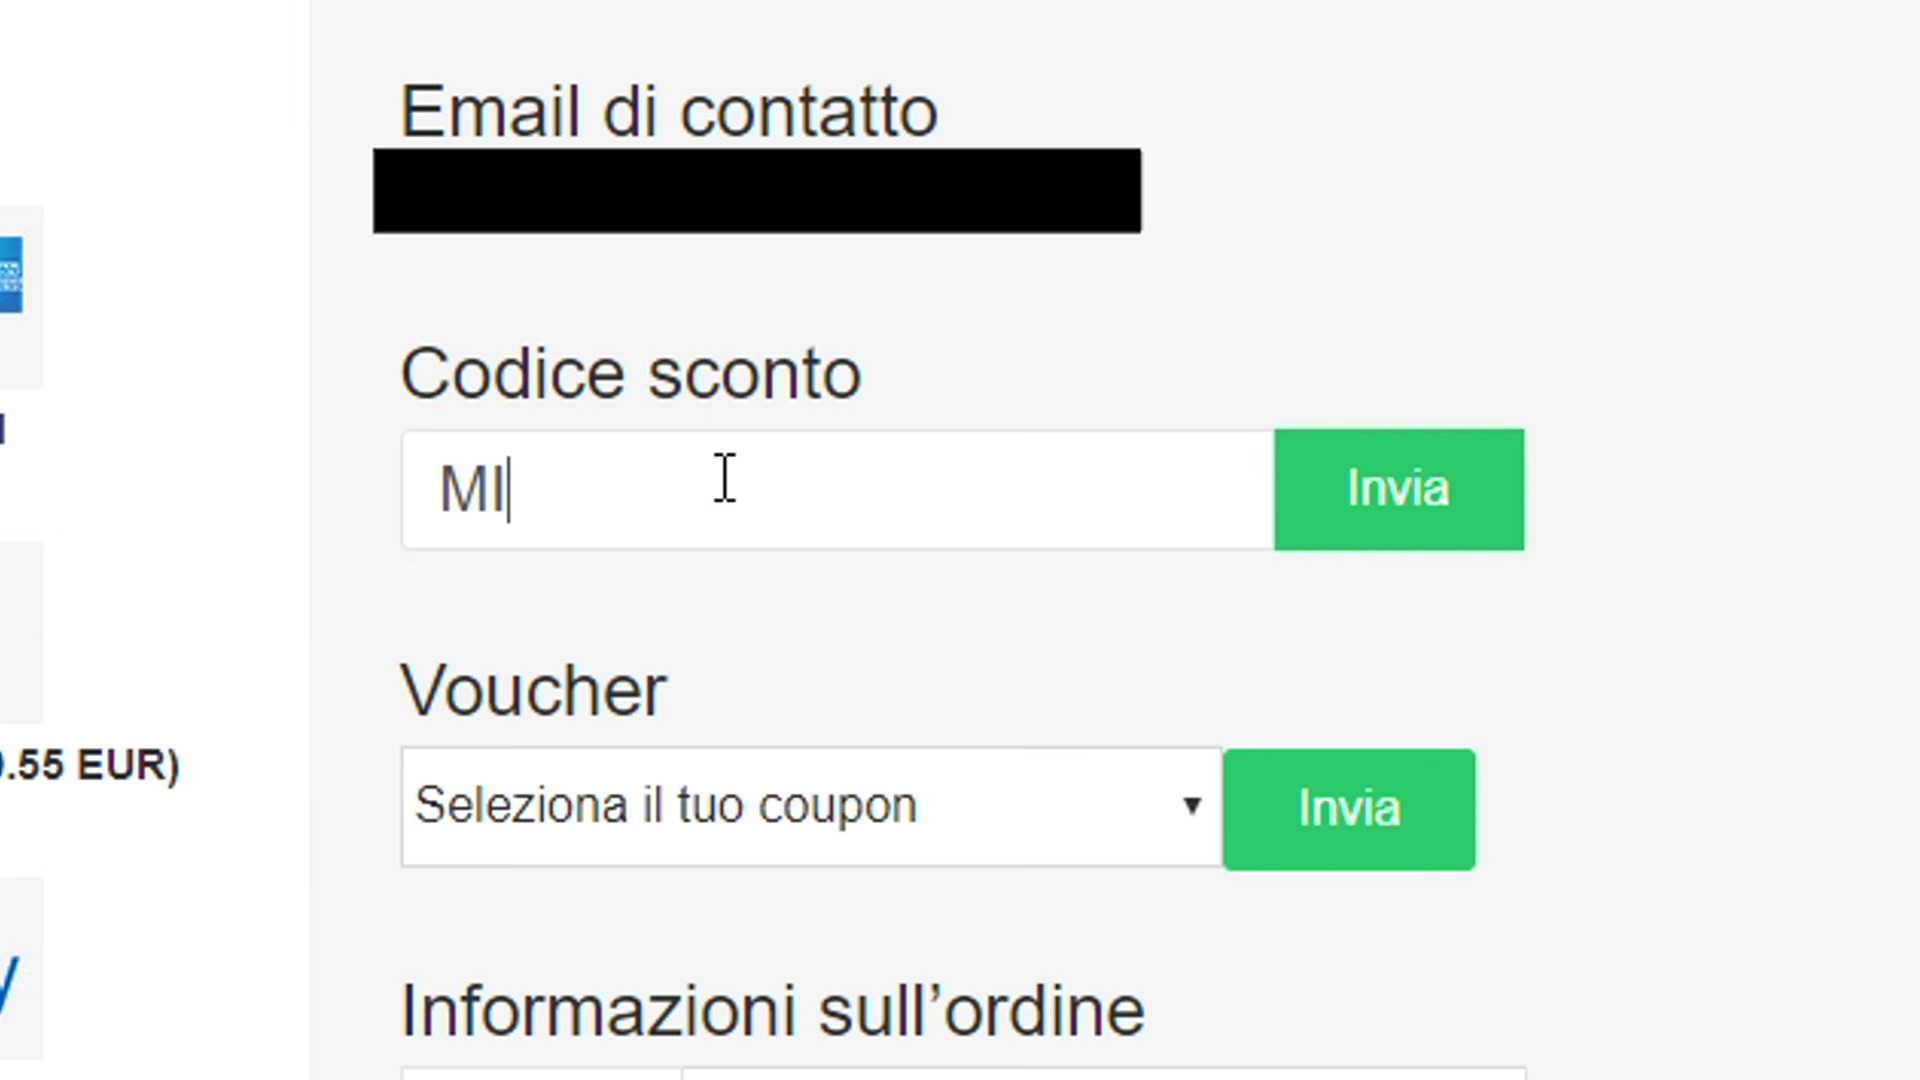 Email di contatto
Codice sconto
MI
Invia
Voucher
Seleziona il tuo coupon
Invia
.55 EUR)
Informazioni sull’ordine